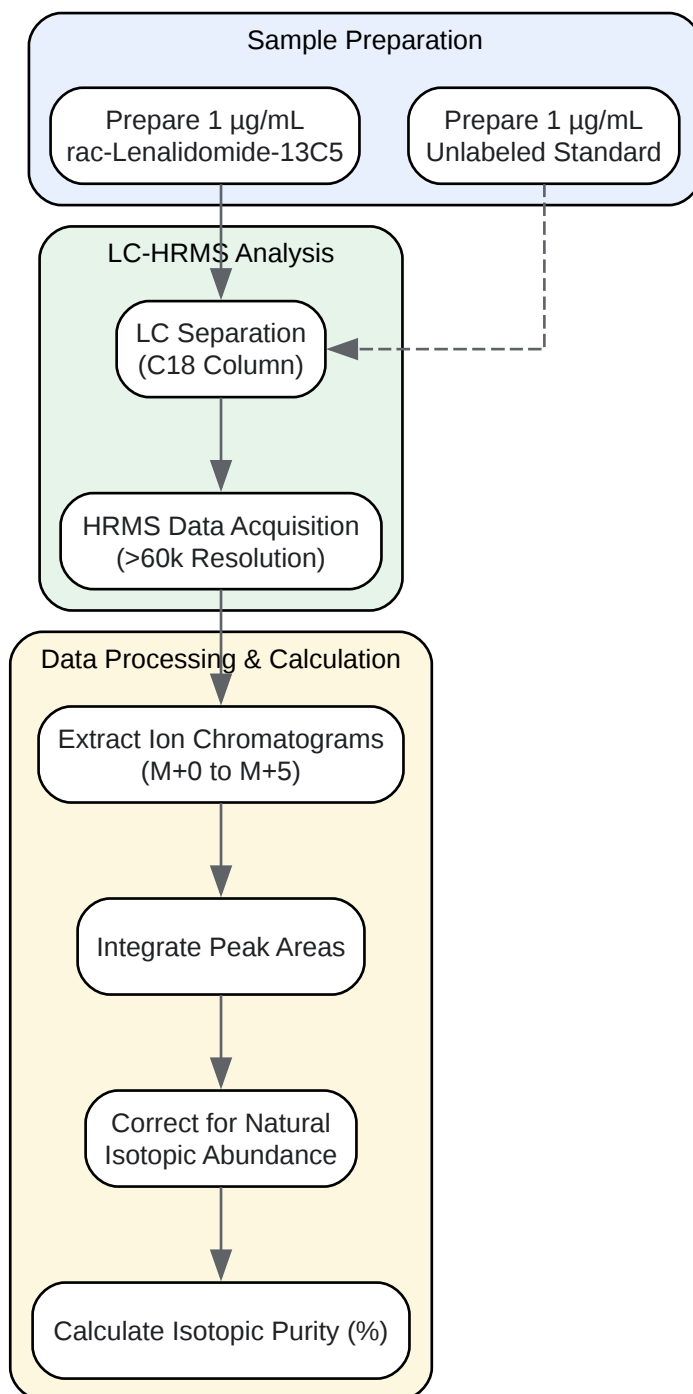 Sample Preparation
Prepare 1 µg/mL
rac-Lenalidomide-13C5
Prepare 1 µg/mL
Unlabeled Standard
LC-HRMS Analysis
LC Separation
(C18 Column)
HRMS Data Acquisition
(>60k Resolution)
Data Processing & Calculation
Extract Ion Chromatograms
(M+0 to M+5)
Integrate Peak Areas
Correct for Natural
Isotopic Abundance
Calculate Isotopic Purity (%)